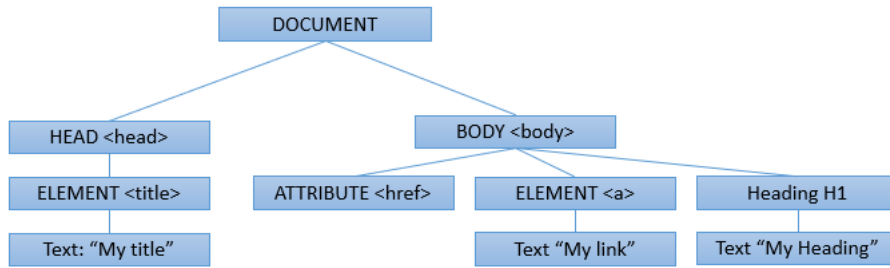 DOCUMENT
HEAD <head>
BODY <body>
ELEMENT <title>
ATTRIBUTE <href>
ELEMENT <a>
Heading H1
Text: “My title”
Text “My link”
Text “My Heading”